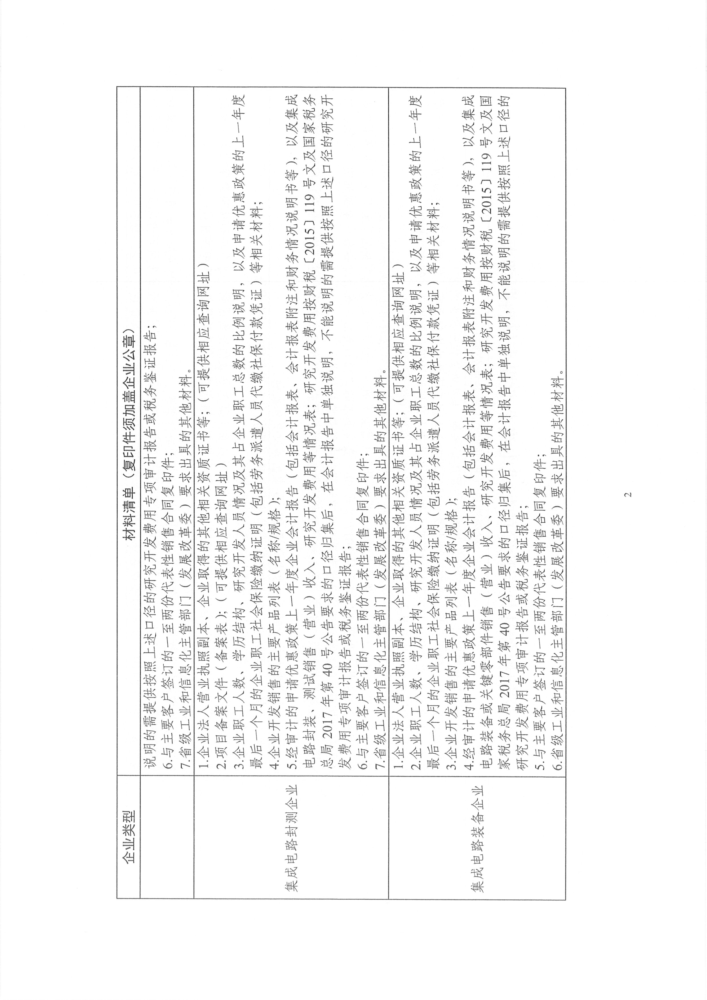 企业类型
材料清单（复印件须加盖企业公章）
说明的需提供按照上述口径的研究开发费用专项审计报告或税务鉴证报告；
6.与主要客户签订的一至两份代表性销售合同复印件；
7.省级工业和信息化主管部门（发展改革委）要求出具的其他材料。
集成电路封测企业
1.企业法人营业执照副本、企业取得的其他相关资质证书等；（可提供相应查询网址）
2.项目备案文件（备案表）；（可提供相应查询网址）
3.企业职工人数、学历结构、研究开发人员情况及其占企业职工总数的比例说明，以及申请优惠政策的上一年度
最后一个月的企业职工社会保险缴纳证明（包括劳务派遣人员代缴社保付款凭证）等相关材料；
4.企业开发销售的主要产品列表（名称/规格）；
5.经审计的申请优惠政策上一年度企业会计报告（包括会计报表、会计报表附注和财务情况说明书等），以及集成
电路封装、测试销售（营业）收入、研究开发费用等情况表；研究开发费用按财税〔2015〕119号文及国家税务
总局2017年第40号公告要求的口径归集后，在会计报告中单独说明，不能说明的需提供按照上述口径的研究开
发费用专项审计报告或税务鉴证报告；
6.与主要客户签订的一至两份代表性销售合同复印件；
7.省级工业和信息化主管部门（发展改革委）要求出具的其他材料。
集成电路装备企业
1.企业法人营业执照副本、企业取得的其他相关资质证书等；（可提供相应查询网址）
2.企业职工人数、学历结构、研究开发人员情况及其占企业职工总数的比例说明，以及申请优惠政策的上一年度
最后一个月的企业职工社会保险缴纳证明（包括劳务派遣人员代缴社保付款凭证）等相关材料；
3.企业开发销售的主要产品列表（名称/规格）；
4.经审计的申请优惠政策上一年度企业会计报告（包括会计报表、会计报表附注和财务情况说明书等），以及集成
电路装备或关键零部件销售（营业）收入、研究开发费用等情况表；研究开发费用按财税〔2015〕119号文及国
家税务总局2017年第40号公告要求的口径归集后，在会计报告中单独说明，不能说明的需提供按照上述口径的
研究开发费用专项审计报告或税务鉴证报告；
5.与主要客户签订的一至两份代表性销售合同复印件；
6.省级工业和信息化主管部门（发展改革委）要求出具的其他材料。
2